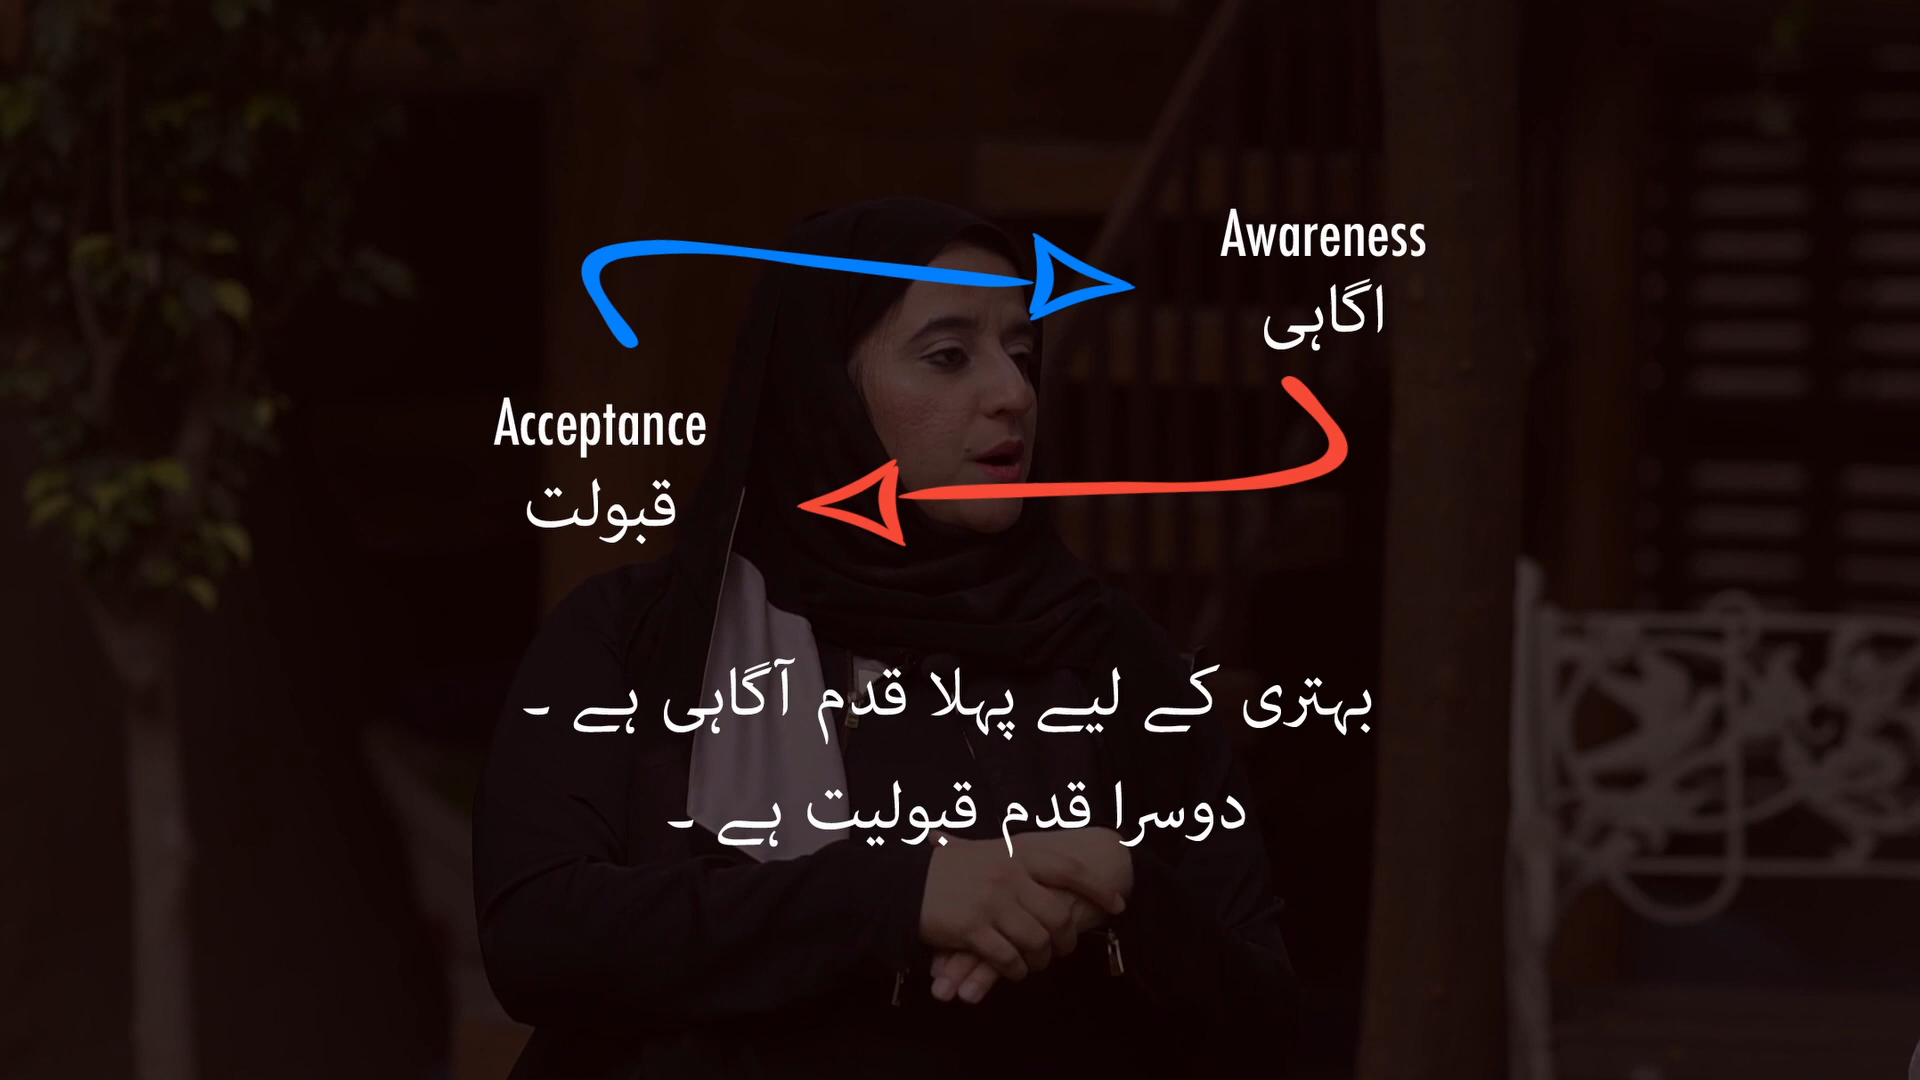 Awareness
اگاہی
Acceptance
قبولت
بہتری کے لیے پہلا قدم آگاہی ہے ۔
دوسرا قدم قبولیت ہے ۔